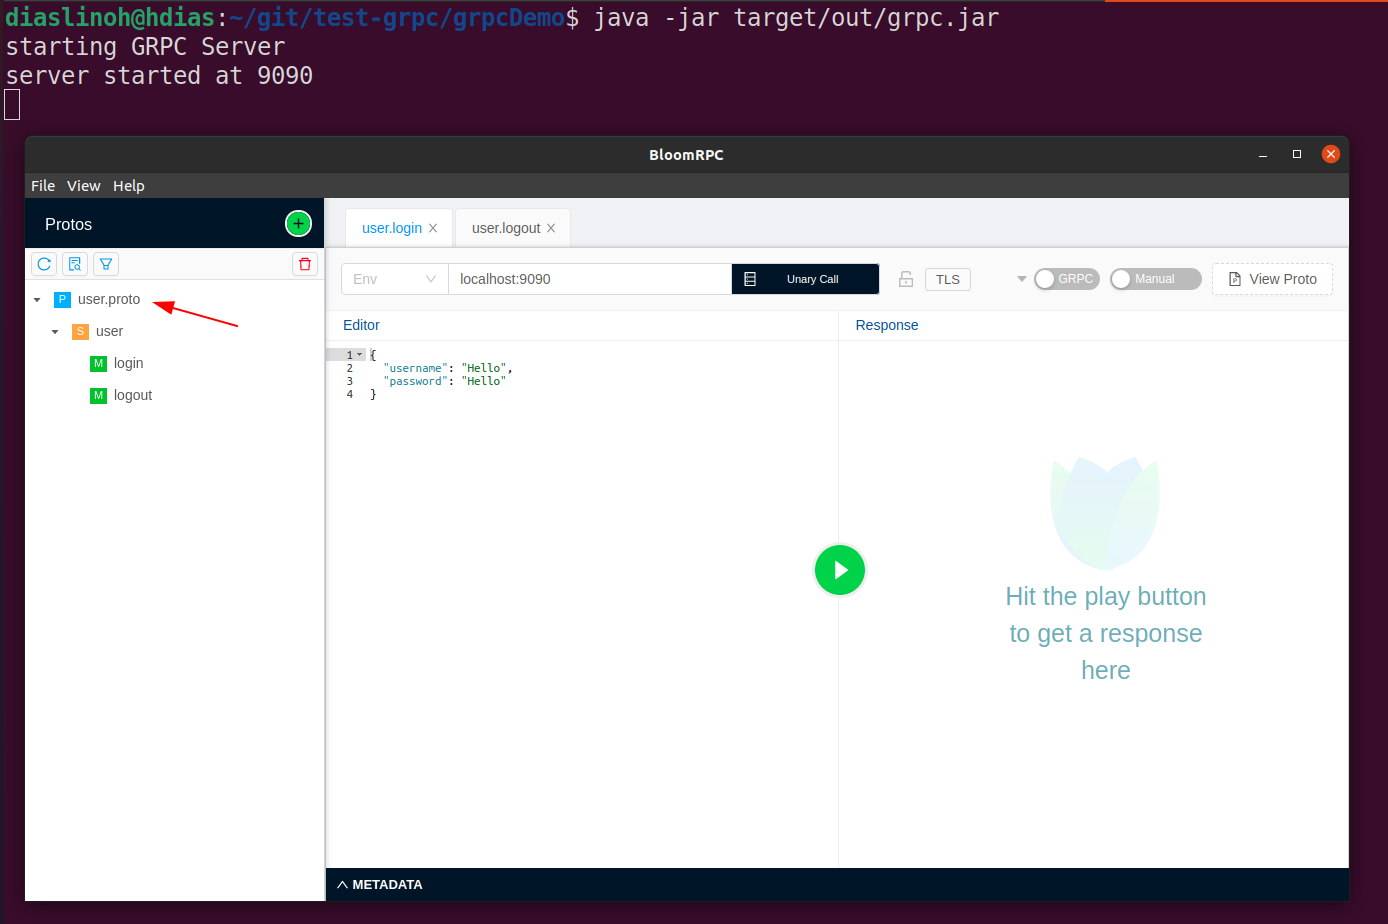 diaslinoh@hdias:~/git/test-grpc/grpcDemo$ java -jar target/out/grpc.jar
starting GRPC Server
server started at 9090
BloomRPC
File View Help
Protos
user.login
user.logout
Env
localhost:9090
Unary Call
TLS
GRPC
Manual
View Proto
P user.proto
S user
M login
M logout
Editor
1 {
2 "username": "Hello",
3 "password": "Hello"
4 }
Response
Hit the play button
to get a response
here
METADATA